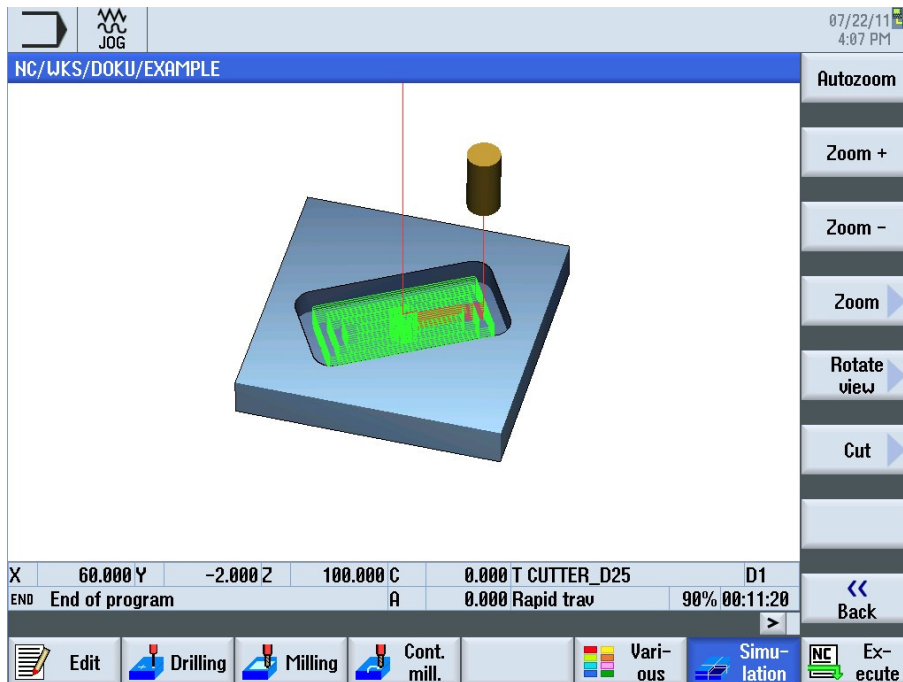 JOG
07/22/11
4:07 PM
NC/WKS/DOKU/EXAMPLE
Autozoom
Zoom +
Zoom -
Zoom
Rotate
view
Cut
X 60.000 Y -2.000 Z 100.000 C 0.000 T CUTTER_D25 D1
END End of program A 0.000 Rapid trav 90% 00:11:20
>
<<
Back
Edit
Drilling
Milling
Cont.
mill.
Vari-
ous
Simu-
lation
NC
Ex-
ecute